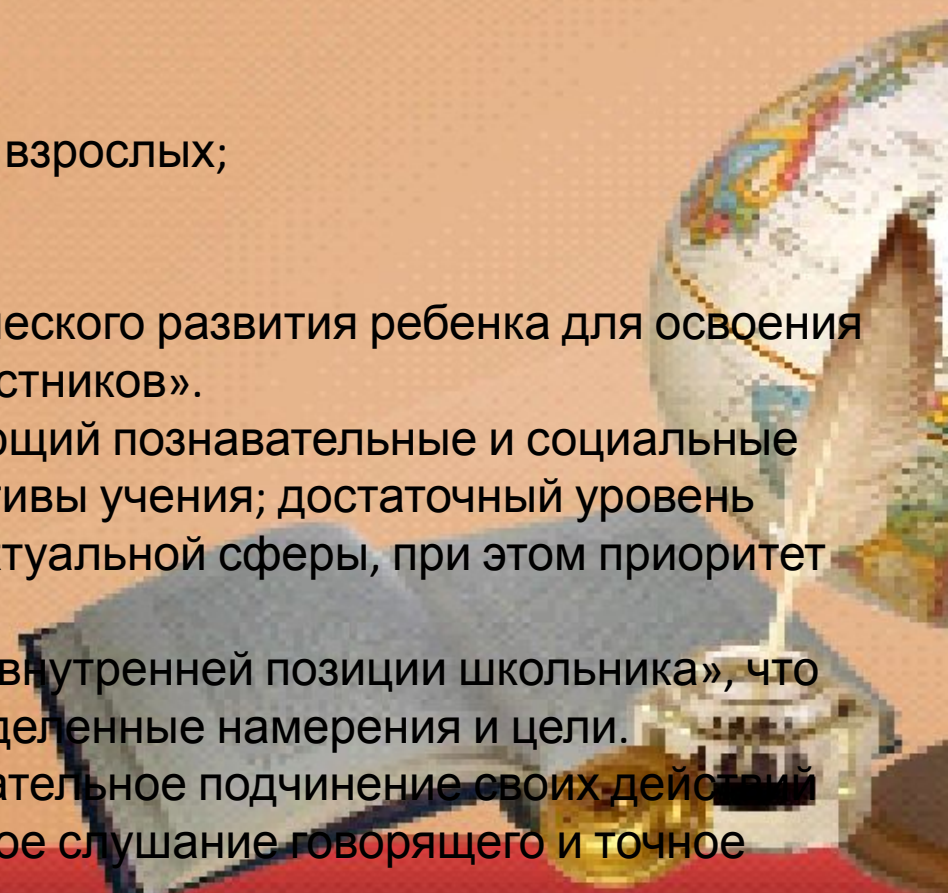 взрослых;
еского развития ребенка для освоения
стников».
ющий познавательные и социальные
тивы учения; достаточный уровень
туальной сферы, при этом приоритет
внутренней позиции школьника», что
деленные намерения и цели.
ательное подчинение своих действий
ое слушание говорящего и точное